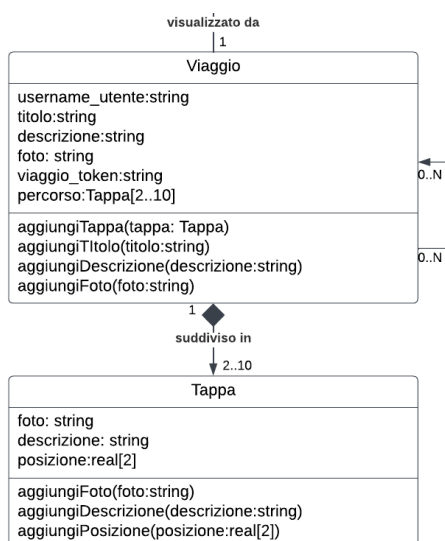 visualizzato da
1
Viaggio
username_utente:string
titolo:string
descrizione:string
foto: string
viaggio_token:string
percorso:Tappa[2..10]
0..N
aggiungiTappa(tappa: Tappa)
aggiungiTItolo(titolo:string)
aggiungiDescrizione(descrizione:string)
0..N
aggiungiFoto(foto:string)
1
suddiviso in
2..10
Tappa
foto: string
descrizione: string
posizione:real[2]
aggiungiFoto(foto:string)
aggiungiDescrizione(descrizione:string)
aggiungiPosizione(posizione:real[2])